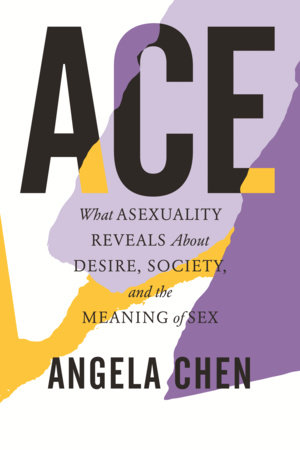 ACE
What ASEXUALITY
REVEALS About
DESIRE, SOCIETY,
and the
MEANING of SEX
ANGELA CHEN